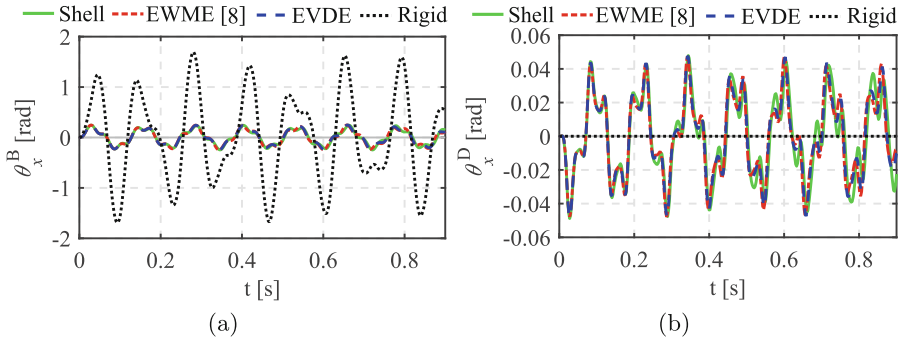 Shell EWME [8] EVDE Rigid
2
1
0
-1
-2
θ_x^B [rad]
0 0.2 0.4 0.6 0.8
t [s]
(a)
Shell EWME [8] EVDE Rigid
0.06
0.04
0.02
0
-0.02
-0.04
-0.06
θ_x^D [rad]
0 0.2 0.4 0.6 0.8
t [s]
(b)